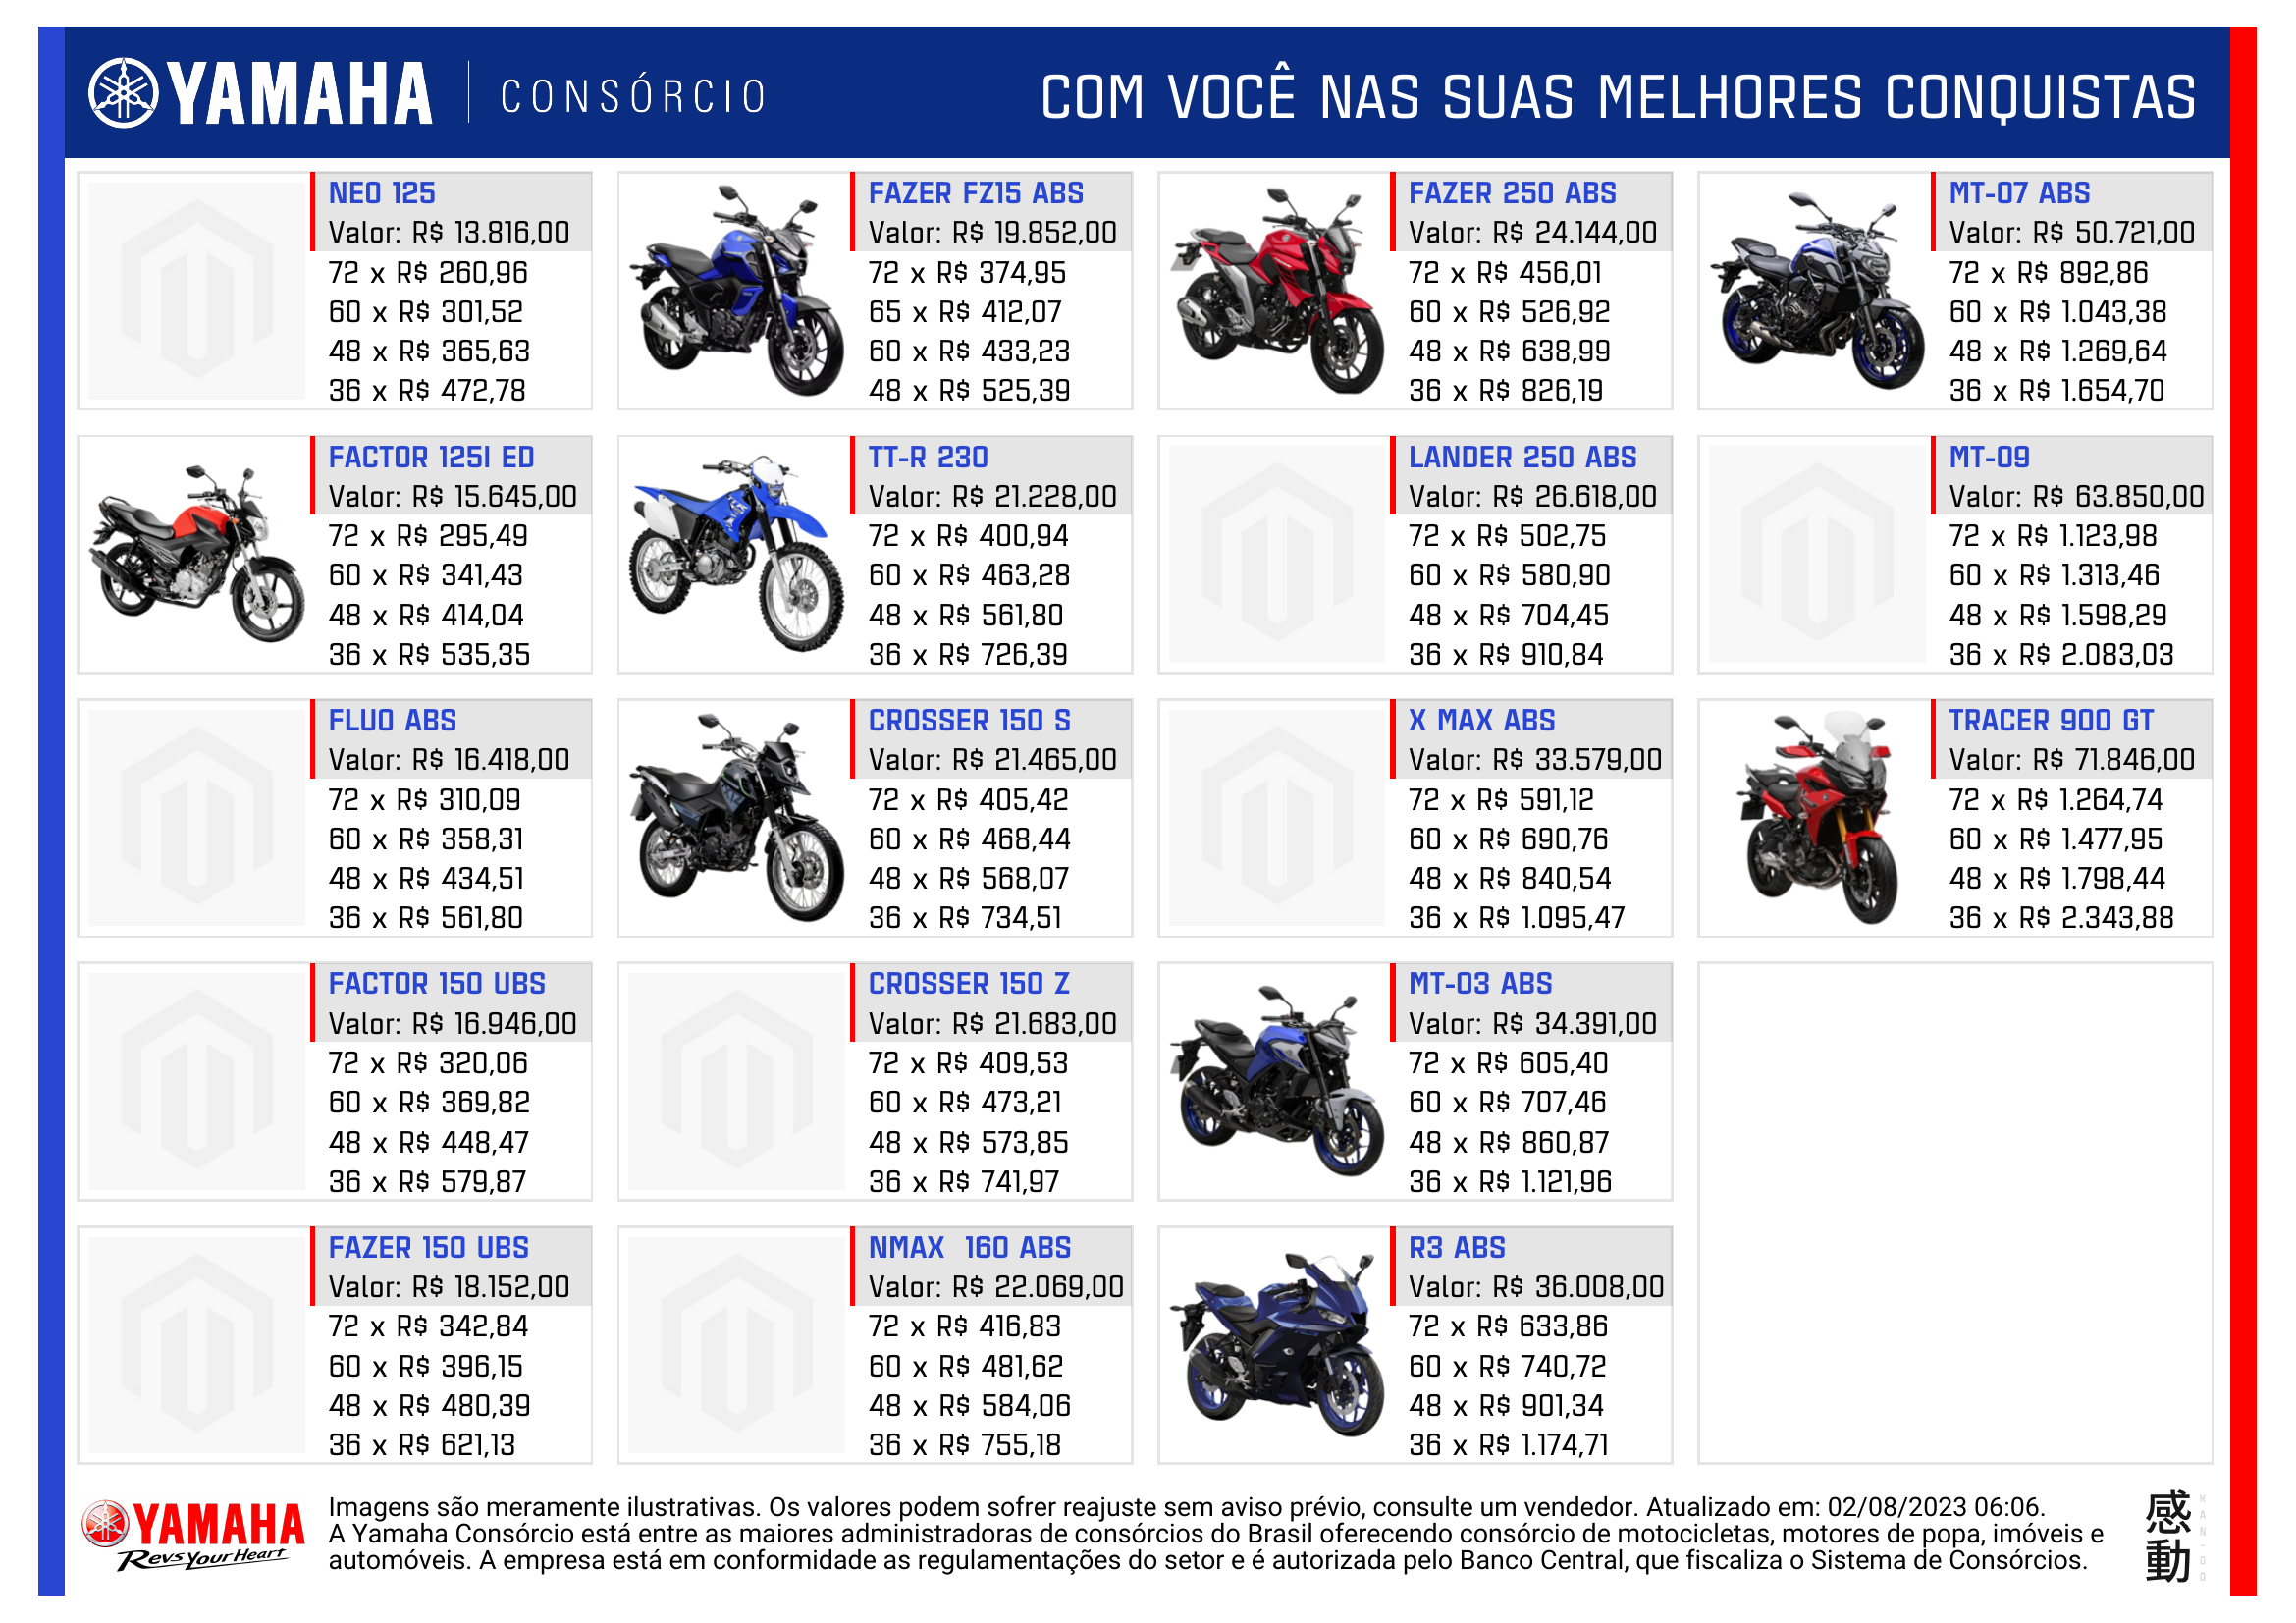 YAMAHA CONSÓRCIO
COM VOCÊ NAS SUAS MELHORES CONQUISTAS
NEO 125
Valor: R$ 13.816,00
72 x R$ 260,96
60 x R$ 301,52
48 x R$ 365,63
36 x R$ 472,78
FAZER FZ15 ABS
Valor: R$ 19.852,00
72 x R$ 374,95
65 x R$ 412,07
60 x R$ 433,23
48 x R$ 525,39
FAZER 250 ABS
Valor: R$ 24.144,00
72 x R$ 456,01
60 x R$ 526,92
48 x R$ 638,99
36 x R$ 826,19
MT-07 ABS
Valor: R$ 50.721,00
72 x R$ 892,86
60 x R$ 1.043,38
48 x R$ 1.269,64
36 x R$ 1.654,70
FACTOR 125I ED
Valor: R$ 15.645,00
72 x R$ 295,49
60 x R$ 341,43
48 x R$ 414,04
36 x R$ 535,35
TT-R 230
Valor: R$ 21.228,00
72 x R$ 400,94
60 x R$ 463,28
48 x R$ 561,80
36 x R$ 726,39
LANDER 250 ABS
Valor: R$ 26.618,00
72 x R$ 502,75
60 x R$ 580,90
48 x R$ 704,45
36 x R$ 910,84
MT-09
Valor: R$ 63.850,00
72 x R$ 1.123,98
60 x R$ 1.313,46
48 x R$ 1.598,29
36 x R$ 2.083,03
FLUO ABS
Valor: R$ 16.418,00
72 x R$ 310,09
60 x R$ 358,31
48 x R$ 434,51
36 x R$ 561,80
CROSSER 150 S
Valor: R$ 21.465,00
72 x R$ 405,42
60 x R$ 468,44
48 x R$ 568,07
36 x R$ 734,51
X MAX ABS
Valor: R$ 33.579,00
72 x R$ 591,12
60 x R$ 690,76
48 x R$ 840,54
36 x R$ 1.095,47
TRACER 900 GT
Valor: R$ 71.846,00
72 x R$ 1.264,74
60 x R$ 1.477,95
48 x R$ 1.798,44
36 x R$ 2.343,88
FACTOR 150 UBS
Valor: R$ 16.946,00
72 x R$ 320,06
60 x R$ 369,82
48 x R$ 448,47
36 x R$ 579,87
CROSSER 150 Z
Valor: R$ 21.683,00
72 x R$ 409,53
60 x R$ 473,21
48 x R$ 573,85
36 x R$ 741,97
MT-03 ABS
Valor: R$ 34.391,00
72 x R$ 605,40
60 x R$ 707,46
48 x R$ 860,87
36 x R$ 1.121,96
FAZER 150 UBS
Valor: R$ 18.152,00
72 x R$ 342,84
60 x R$ 396,15
48 x R$ 480,39
36 x R$ 621,13
NMAX 160 ABS
Valor: R$ 22.069,00
72 x R$ 416,83
60 x R$ 481,62
48 x R$ 584,06
36 x R$ 755,18
R3 ABS
Valor: R$ 36.008,00
72 x R$ 633,86
60 x R$ 740,72
48 x R$ 901,34
36 x R$ 1.174,71
YAMAHA
Revs Your Heart
Imagens são meramente ilustrativas. Os valores podem sofrer reajuste sem aviso prévio, consulte um vendedor. Atualizado em: 02/08/2023 06:06.
A Yamaha Consórcio está entre as maiores administradoras de consórcios do Brasil oferecendo consórcio de motocicletas, motores de popa, imóveis e
automóveis. A empresa está em conformidade as regulamentações do setor e é autorizada pelo Banco Central, que fiscaliza o Sistema de Consórcios.
感動
KAN-DO